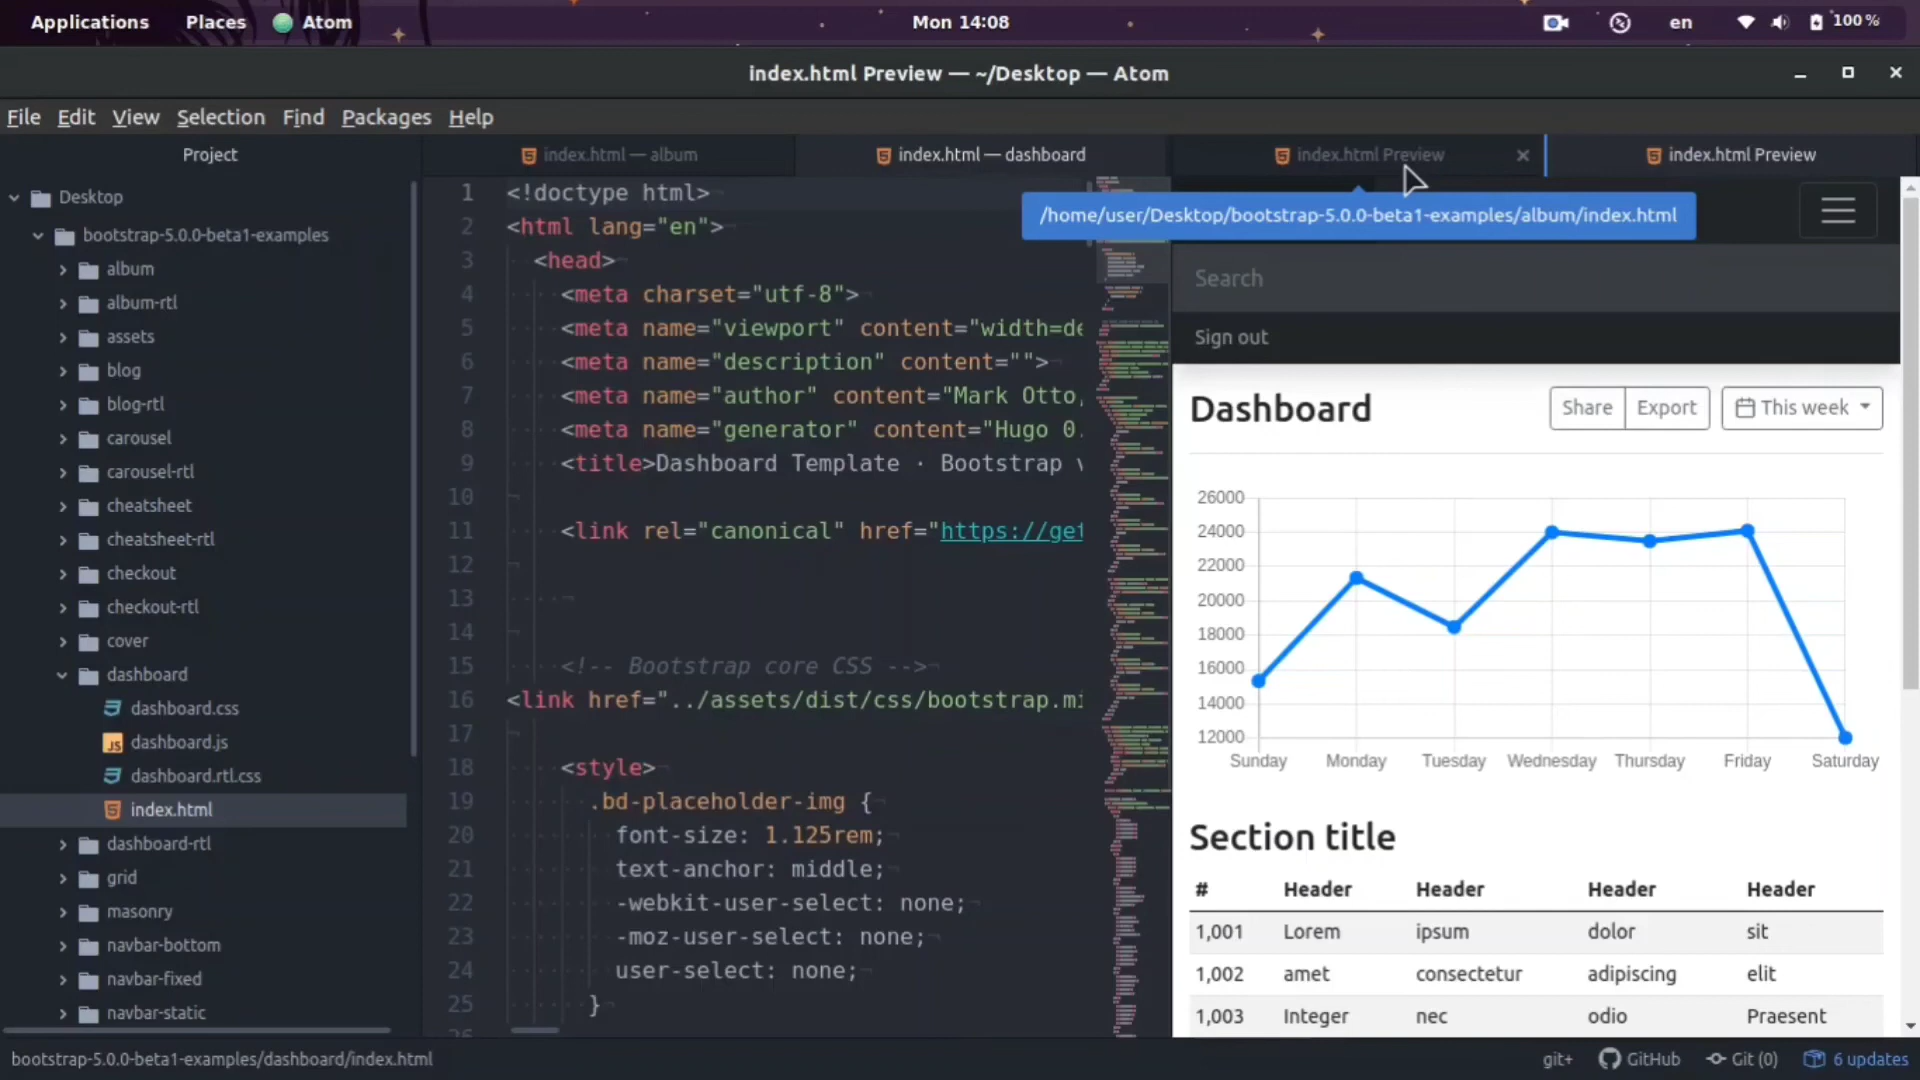 Applications Places Atom Mon 14:08 en 100 %
index.html Preview — ~/Desktop — Atom
File Edit View Selection Find Packages Help
Project
Desktop
bootstrap-5.0.0-beta1-examples
album
album-rtl
assets
blog
blog-rtl
carousel
carousel-rtl
cheatsheet
cheatsheet-rtl
checkout
checkout-rtl
cover
dashboard
dashboard.css
JS dashboard.js
dashboard.rtl.css
index.html
dashboard-rtl
grid
masonry
navbar-bottom
navbar-fixed
navbar-static
index.html — album
index.html — dashboard
1 <!doctype html>
2 <html lang="en">
3 <head>
4 <meta charset="utf-8">
5 <meta name="viewport" content="width=de
6 <meta name="description" content="">
7 <meta name="author" content="Mark Otto,
8 <meta name="generator" content="Hugo 0.
9 <title>Dashboard Template · Bootstrap v
10
11 <link rel="canonical" href="https://get
12
13
14
15 <!-- Bootstrap core CSS -->
16 <link href="../assets/dist/css/bootstrap.mi
17
18 <style>
19 .bd-placeholder-img {
20 font-size: 1.125rem;
21 text-anchor: middle;
22 -webkit-user-select: none;
23 -moz-user-select: none;
24 user-select: none;
25 }
index.html Preview
index.html Preview
/home/user/Desktop/bootstrap-5.0.0-beta1-examples/album/index.html
Search
Sign out
Dashboard
Share Export This week
26000
24000
22000
20000
18000
16000
14000
12000
Sunday Monday Tuesday Wednesday Thursday Friday Saturday
Section title
# Header Header Header Header
1,001 Lorem ipsum dolor sit
1,002 amet consectetur adipiscing elit
1,003 Integer nec odio Praesent
bootstrap-5.0.0-beta1-examples/dashboard/index.html
git+ GitHub Git (0) 6 updates